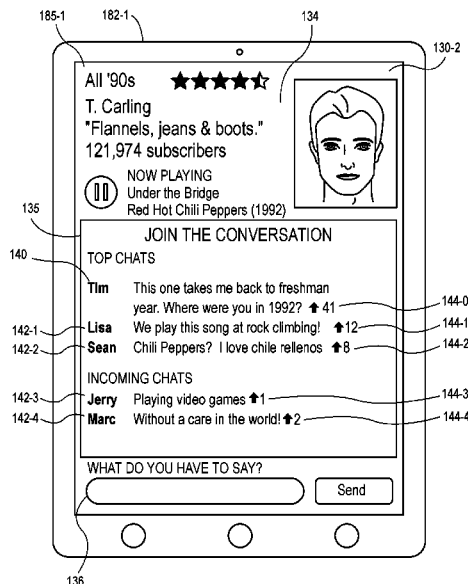 185-1
182-1
134
130-2
All '90s
T. Carling
"Flannels, jeans & boots."
121,974 subscribers
NOW PLAYING
Under the Bridge
Red Hot Chili Peppers (1992)
135
JOIN THE CONVERSATION
140
TOP CHATS
Tim This one takes me back to freshman
year. Where were you in 1992? 41
144-0
142-1 Lisa We play this song at rock climbing! 12 144-1
142-2 Sean Chili Peppers? I love chile rellenos 8 144-2
INCOMING CHATS
142-3 Jerry Playing video games 1 144-3
142-4 Marc Without a care in the world! 2 144-4
WHAT DO YOU HAVE TO SAY?
Send
136